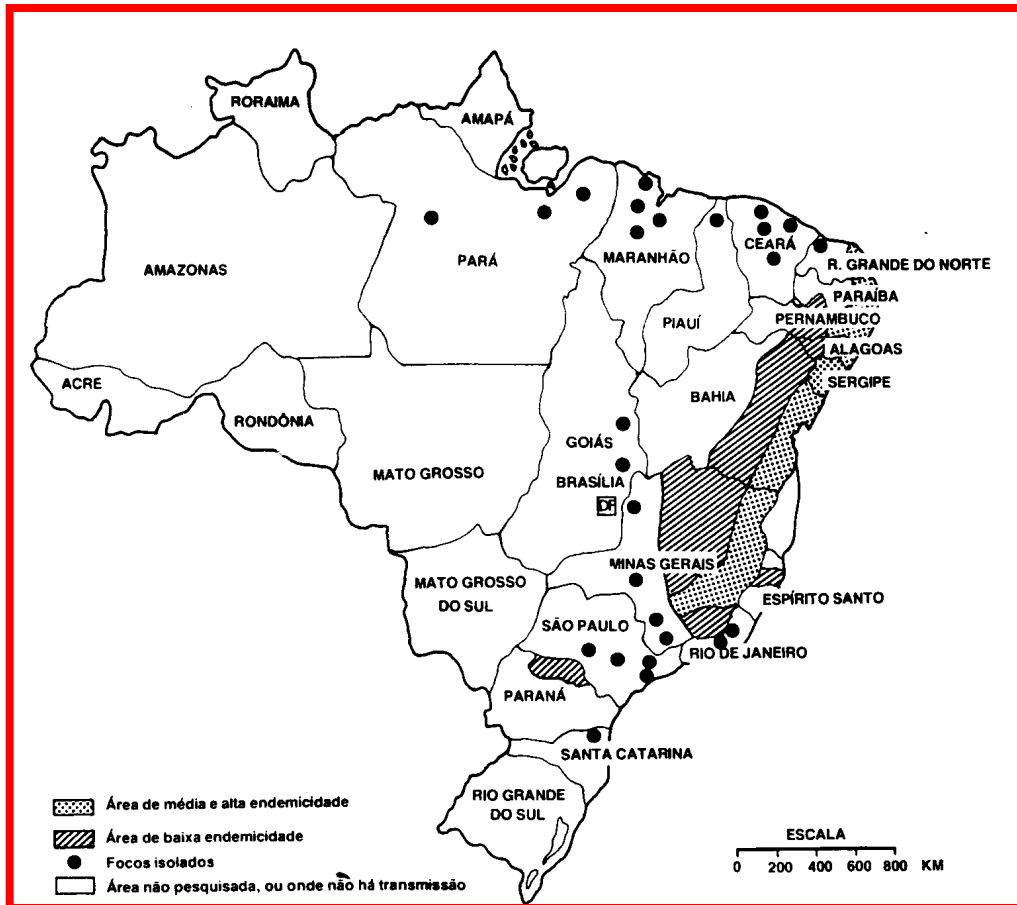 RORAIMA
AMAPÁ
AMAZONAS
PARÁ
MARANHÃO
CEARÁ
R. GRANDE DO NORTE
PARAÍBA
PIAUÍ
PERNAMBUCO
ALAGOAS
SERGIPE
ACRE
RONDÔNIA
BAHIA
MATO GROSSO
GOIÁS
BRASÍLIA
DF
MINAS GERAIS
MATO GROSSO
DO SUL
ESPÍRITO SANTO
SÃO PAULO
RIO DE JANEIRO
PARANÁ
SANTA CATARINA
RIO GRANDE
DO SUL
Área de média e alta endemicidade
Área de baixa endemicidade
Focos isolados
Área não pesquisada, ou onde não há transmissão
ESCALA
0 200 400 600 800 KM